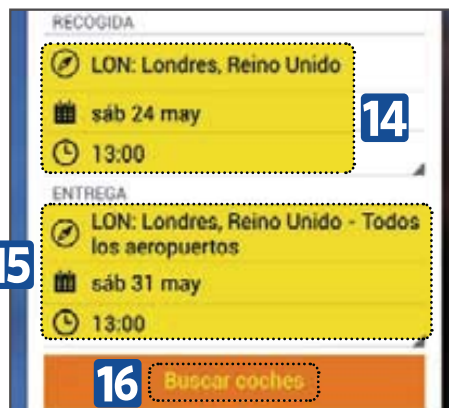 RECOGIDA
LON: Londres, Reino Unido
sáb 24 may
14
13:00
ENTREGA
LON: Londres, Reino Unido - Todos
los aeropuertos
15
sáb 31 may
13:00
16
Buscar coches